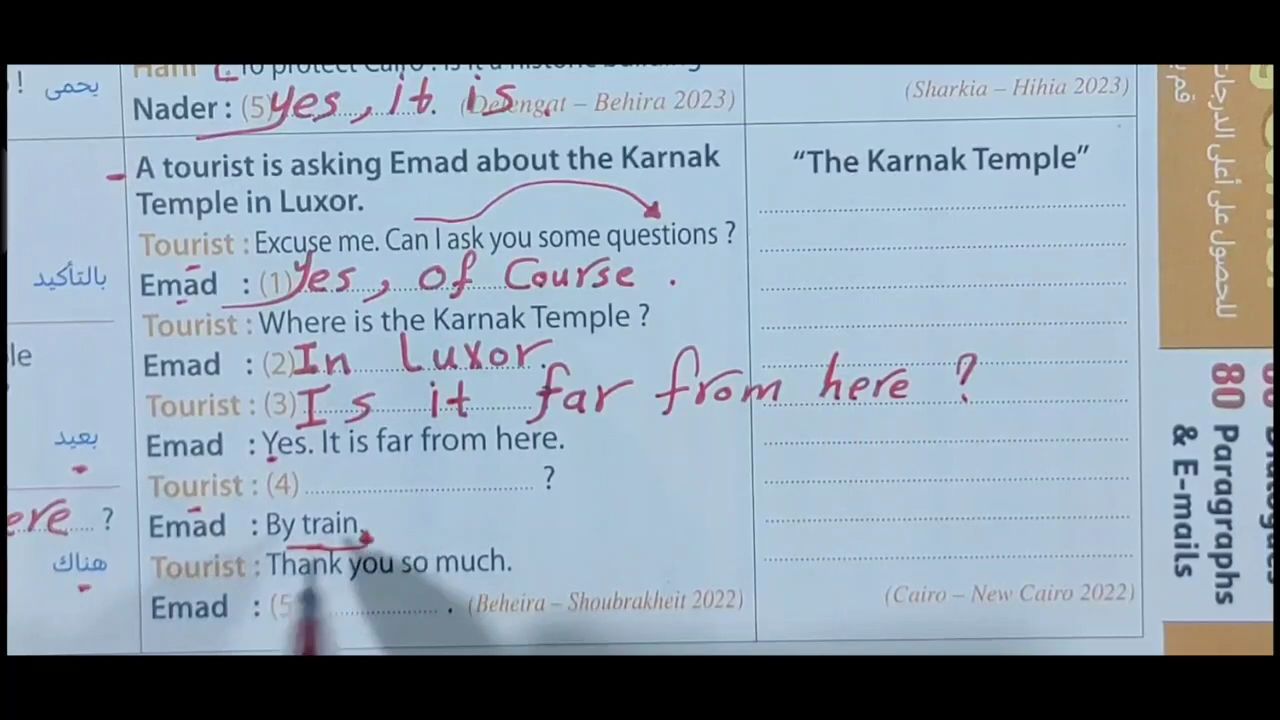 ! يحمى
Nader : (5) yes, it is. (Delengat – Behira 2023)
(Sharkia – Hihia 2023)
A tourist is asking Emad about the Karnak
Temple in Luxor.
Tourist : Excuse me. Can I ask you some questions ?
بالتأكيد
Emad : (1) Yes, of Course .
Tourist : Where is the Karnak Temple ?
Emad : (2) In Luxor.
Tourist : (3) Is it far from here ?
بعيد
Emad : Yes. It is far from here.
Tourist : (4) ........................................ ?
ere .... ?
Emad : By train.
هناك
Tourist : Thank you so much.
Emad : (5 .................... . (Beheira – Shoubrakheit 2022)
“The Karnak Temple”
(Cairo – New Cairo 2022)
للحصول على أعلى الدرجات
80 Paragraphs
& E-mails